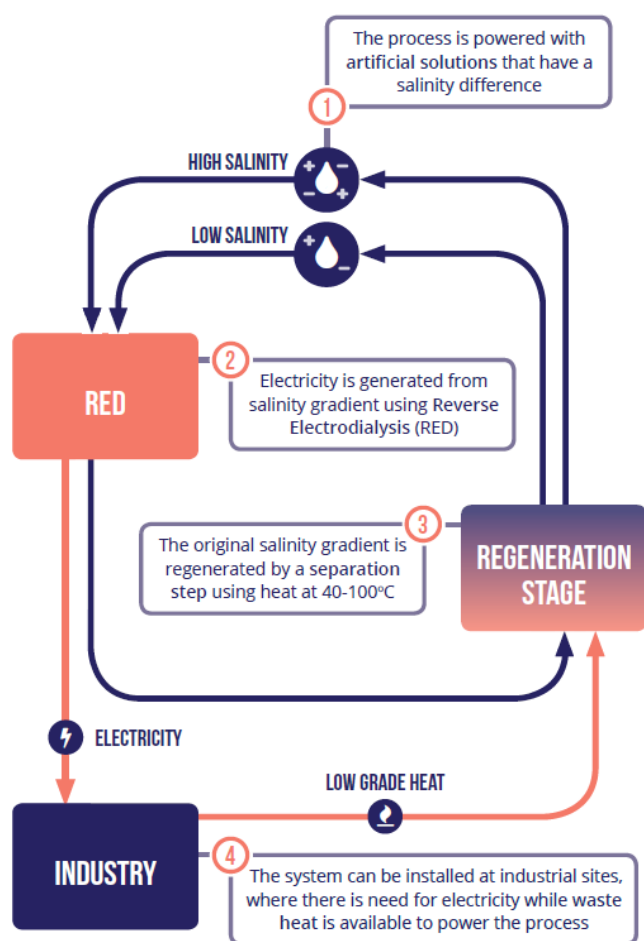 The process is powered with
artificial solutions that have a
salinity difference
1
HIGH SALINITY
LOW SALINITY
RED
2
Electricity is generated from
salinity gradient using Reverse
Electrodialysis (RED)
3
The original salinity gradient is
regenerated by a separation
step using heat at 40-100ºC
REGENERATION
STAGE
ELECTRICITY
LOW GRADE HEAT
INDUSTRY
4
The system can be installed at industrial sites,
where there is need for electricity while waste
heat is available to power the process